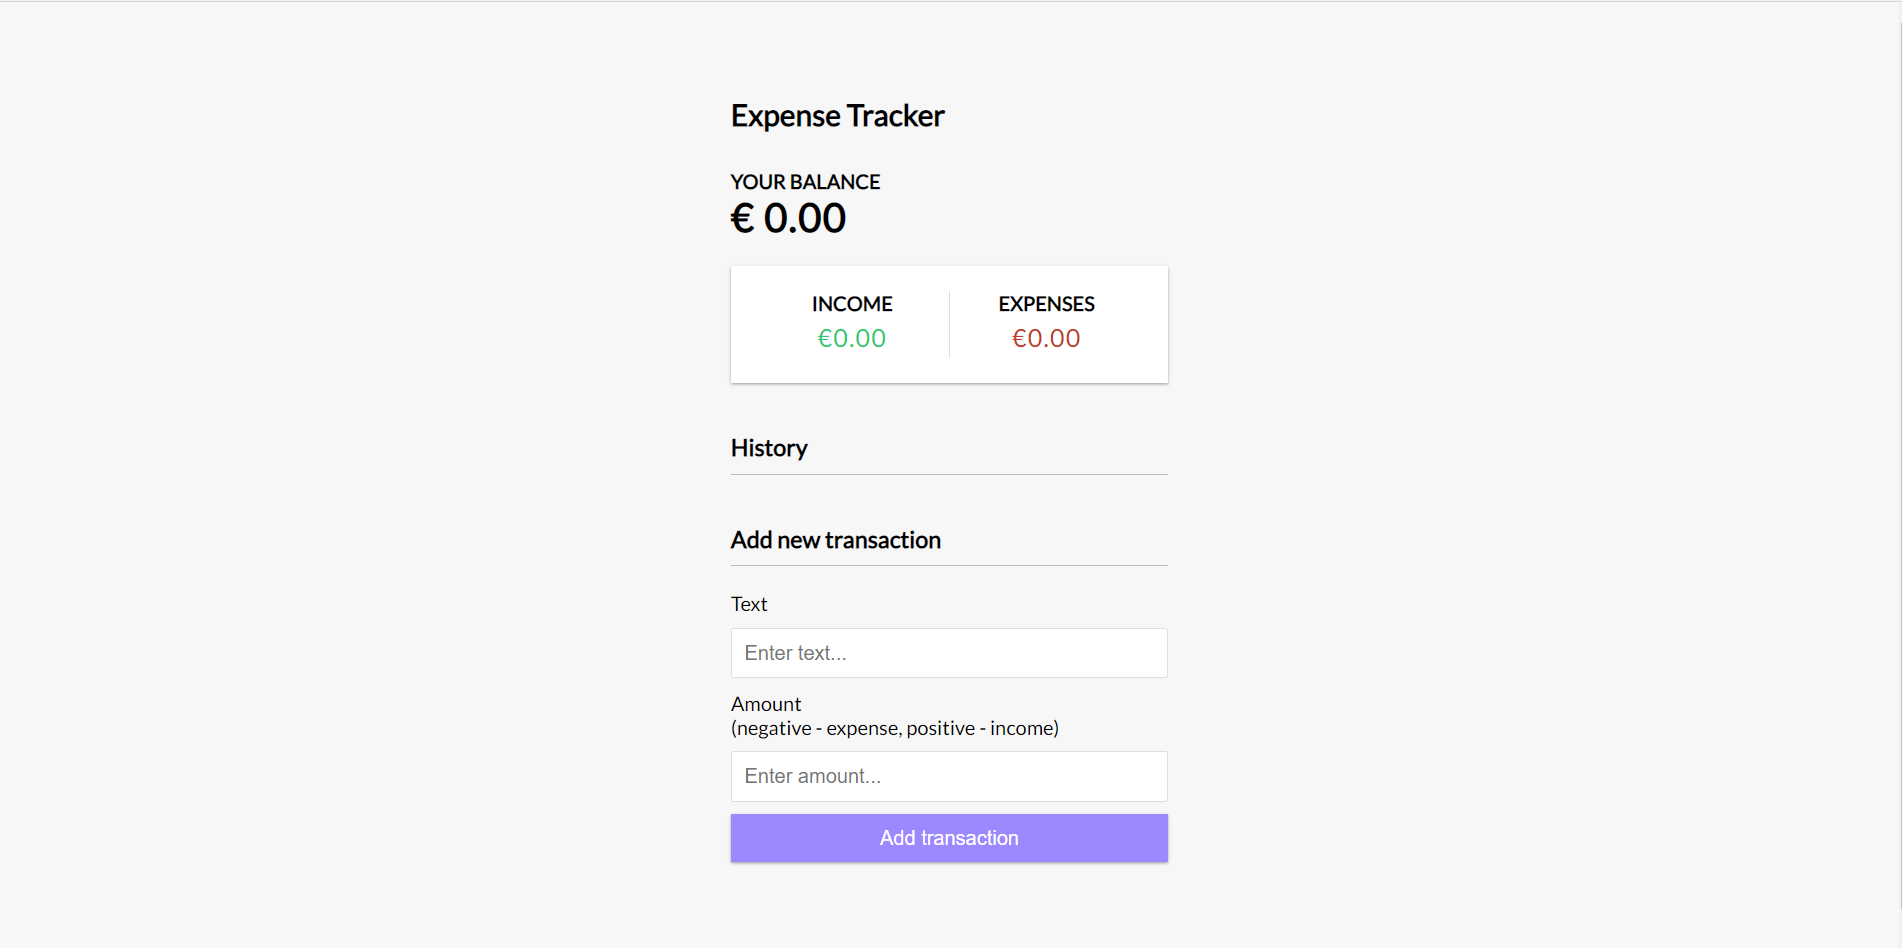 Expense Tracker
YOUR BALANCE
€ 0.00
INCOME EXPENSES
€0.00 €0.00
History
Add new transaction
Text
Enter text...
Amount
(negative - expense, positive - income)
Enter amount...
Add transaction